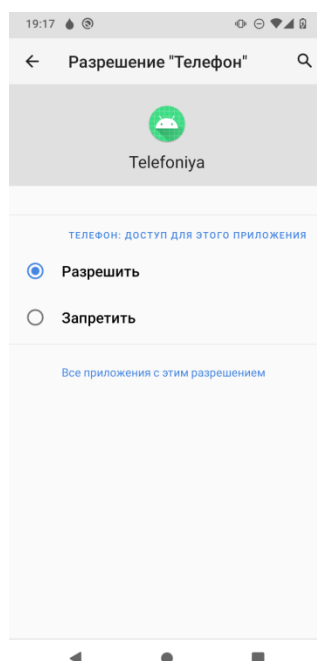 19:17
Разрешение "Телефон"
Telefoniya
ТЕЛЕФОН: ДОСТУП ДЛЯ ЭТОГО ПРИЛОЖЕНИЯ
Разрешить
Запретить
Все приложения с этим разрешением